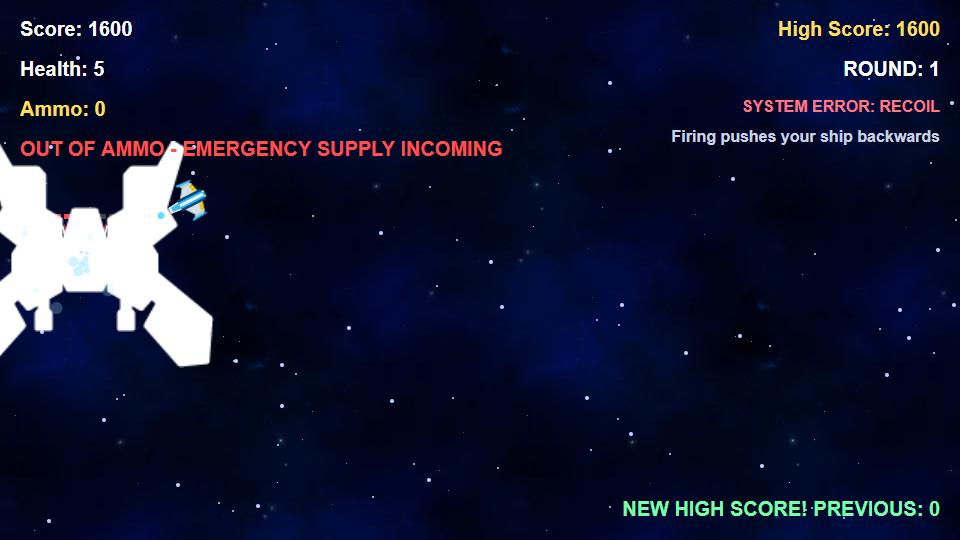 Score: 1600
High Score: 1600
Health: 5
ROUND: 1
Ammo: 0
SYSTEM ERROR: RECOIL
Firing pushes your ship backwards
OUT OF AMMO - EMERGENCY SUPPLY INCOMING
NEW HIGH SCORE! PREVIOUS: 0